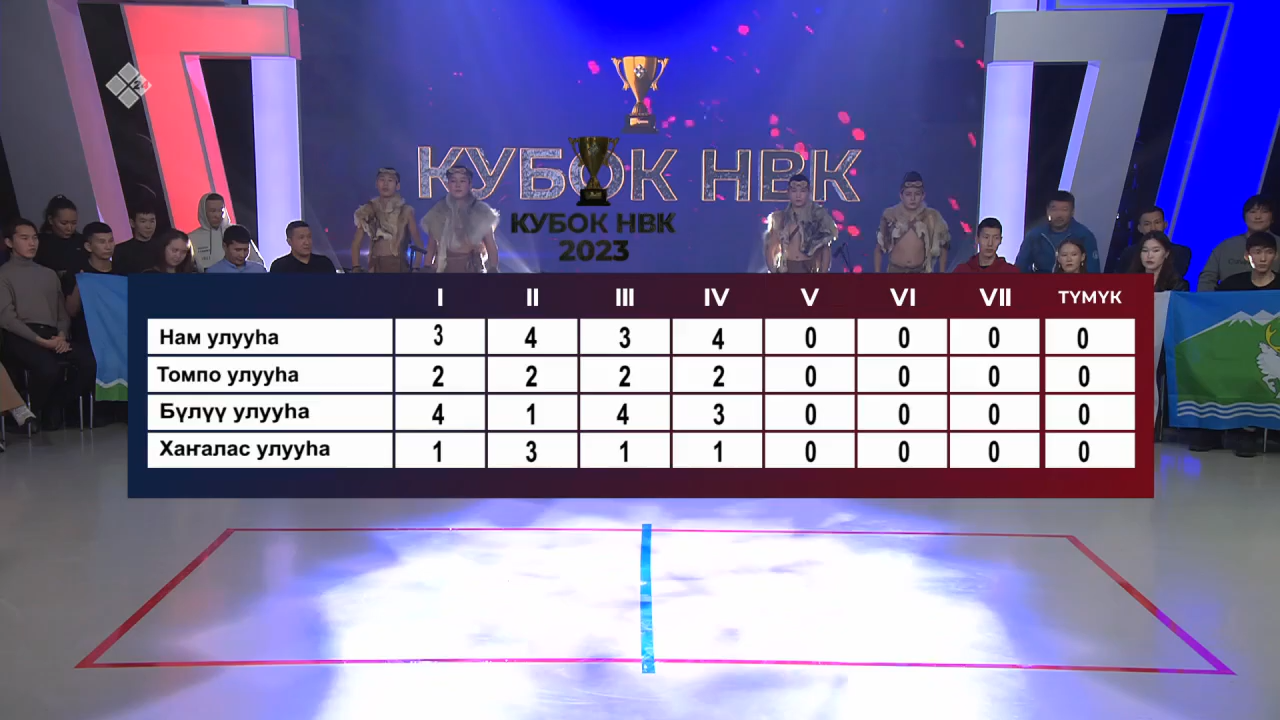 КУБОК НВК
КУБОК НВК
2023
I II III IV V VI VII ТҮМҮК
Нам улууһа 3 4 3 4 0 0 0 0
Томпо улууһа 2 2 2 2 0 0 0 0
Бүлүү улууһа 4 1 4 3 0 0 0 0
Хаҥалас улууһа 1 3 1 1 0 0 0 0